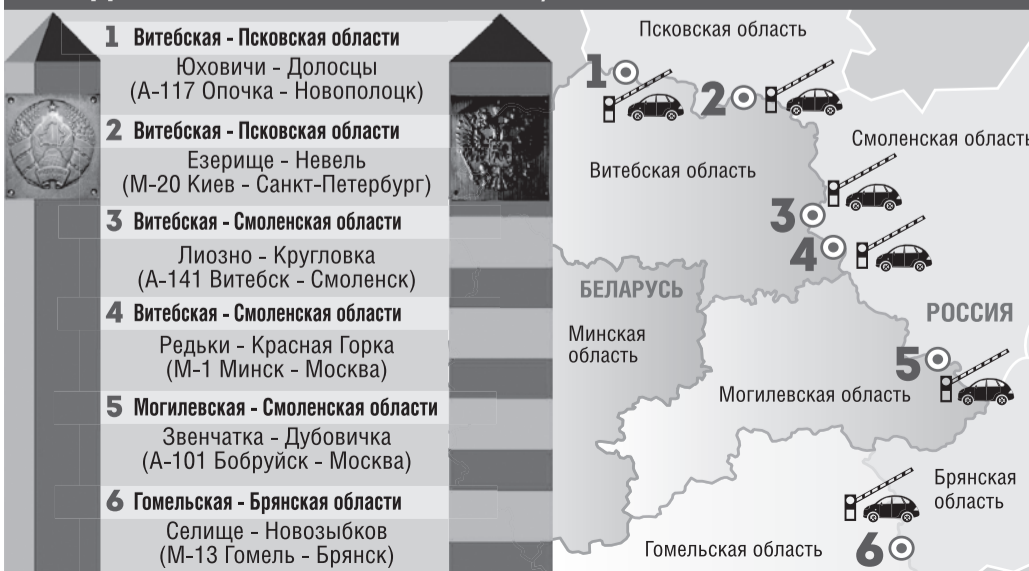 1 Витебская - Псковская области
Юховичи - Долосцы
(А-117 Опочка - Новополоцк)
2 Витебская - Псковская области
Езерище - Невель
(М-20 Киев - Санкт-Петербург)
3 Витебская - Смоленская области
Лиозно - Кругловка
(А-141 Витебск - Смоленск)
4 Витебская - Смоленская области
Редьки - Красная Горка
(М-1 Минск - Москва)
5 Могилевская - Смоленская области
Звенчатка - Дубовичка
(А-101 Бобруйск - Москва)
6 Гомельская - Брянская области
Селище - Новозыбков
(М-13 Гомель - Брянск)
Псковская область
1
2
Смоленская область
Витебская область
3
4
БЕЛАРУСЬ
РОССИЯ
Минская
область
5
Могилевская область
Брянская
область
Гомельская область
6